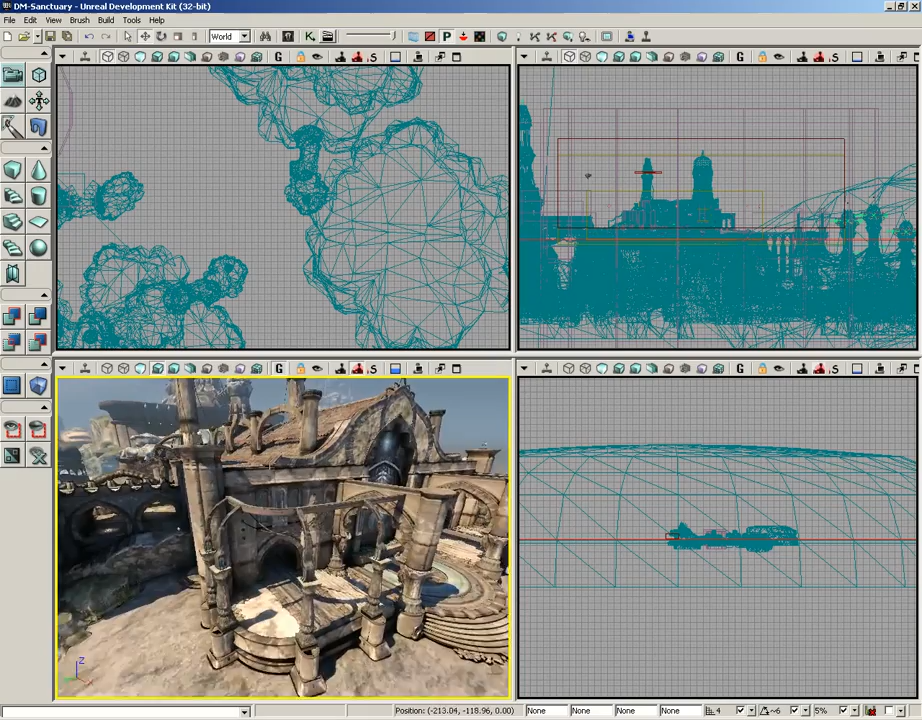 DM-Sanctuary - Unreal Development Kit (32-bit)
File Edit View Brush Build Tools Help
World
P
G
S
G
S
G
S
G
S
Z
Position: (-213.04, -118.96, 0.00)
None
None
None
None
4
~6
5%